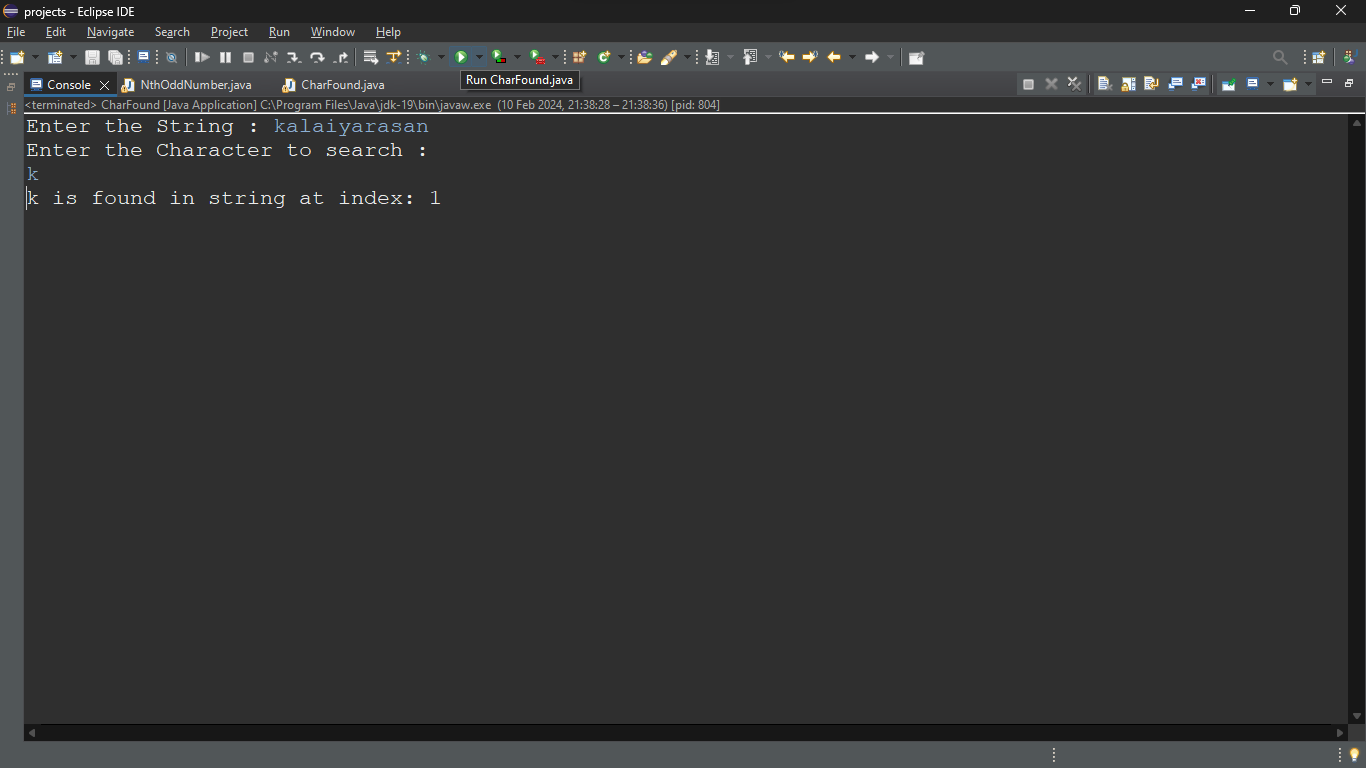 projects - Eclipse IDE
File Edit Navigate Search Project Run Window Help
Console NthOddNumber.java CharFound.java
Run CharFound.java
<terminated> CharFound [Java Application] C:\Program Files\Java\jdk-19\bin\javaw.exe (10 Feb 2024, 21:38:28 – 21:38:36) [pid: 804]
Enter the String : kalaiyarasan
Enter the Character to search :
k
k is found in string at index: 1